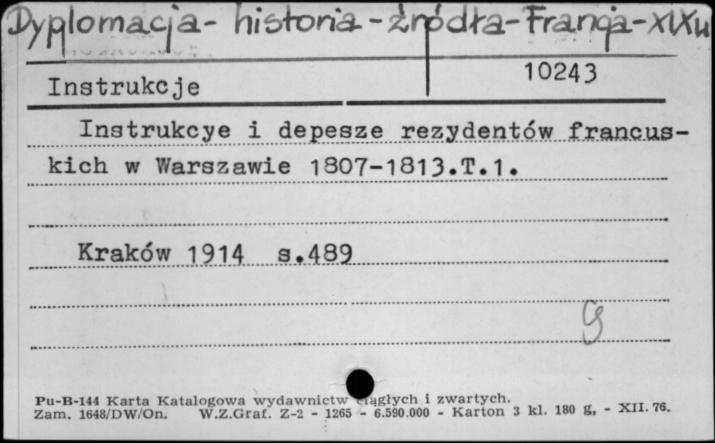 Dyplomacja - historia - źródła - Francja - XIXw
Instrukcje
10243
Instrukcye i depesze rezydentów francus-
kich w Warszawie 1807-1813.T.1.
Kraków 1914 s.489
Pu-B-144 Karta Katalogowa wydawnictw ciągłych i zwartych.
Zam. 1648/DW/On. W.Z.Graf. Z-2 - 1265 - 6.590.000 - Karton 3 kl. 180 g, - XII. 76.